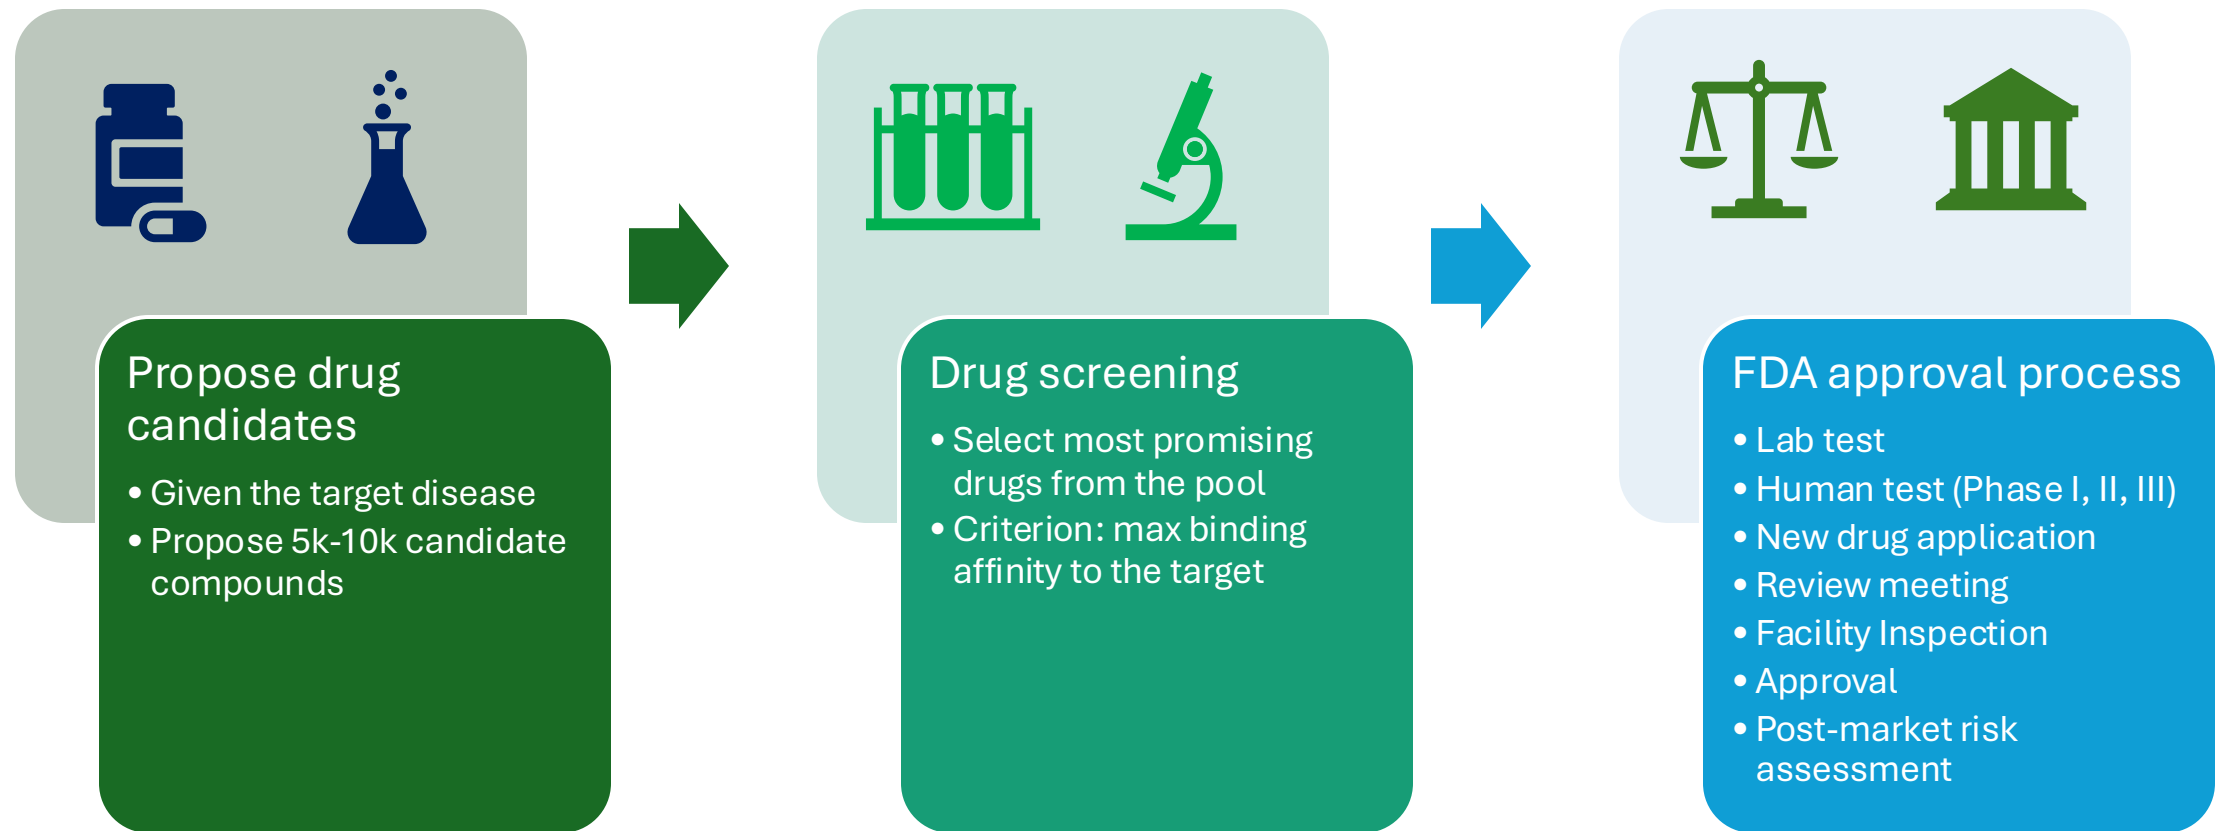 Propose drug
candidates
• Given the target disease
• Propose 5k-10k candidate
compounds
Drug screening
• Select most promising
drugs from the pool
• Criterion: max binding
affinity to the target
FDA approval process
• Lab test
• Human test (Phase I, II, III)
• New drug application
• Review meeting
• Facility Inspection
• Approval
• Post-market risk
assessment